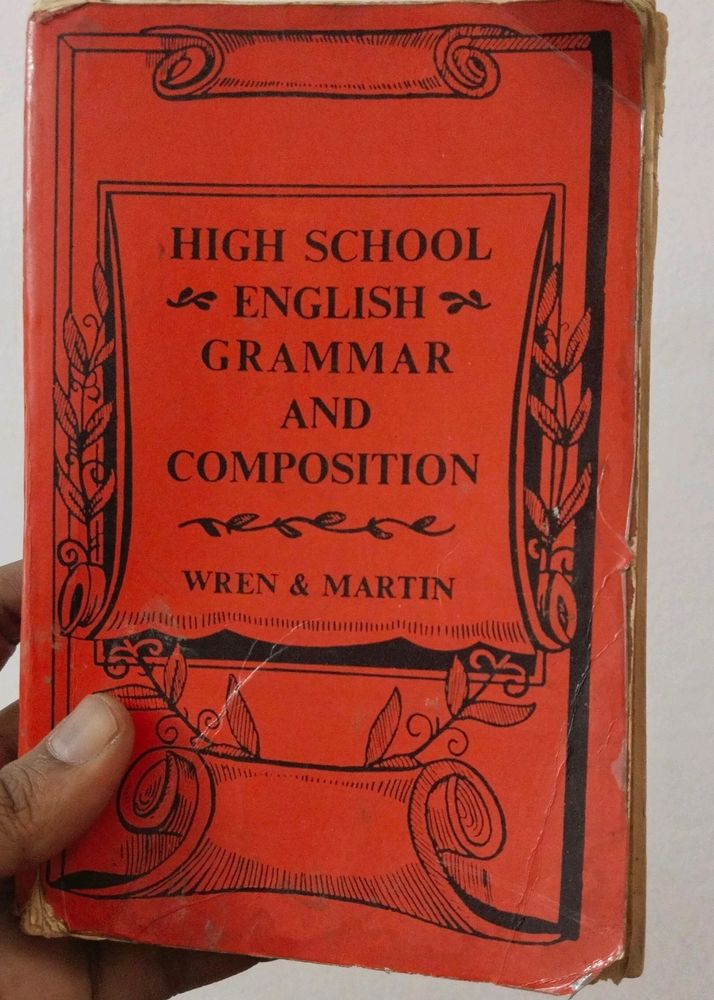 HIGH SCHOOL
ENGLISH
GRAMMAR
AND
COMPOSITION
WREN & MARTIN